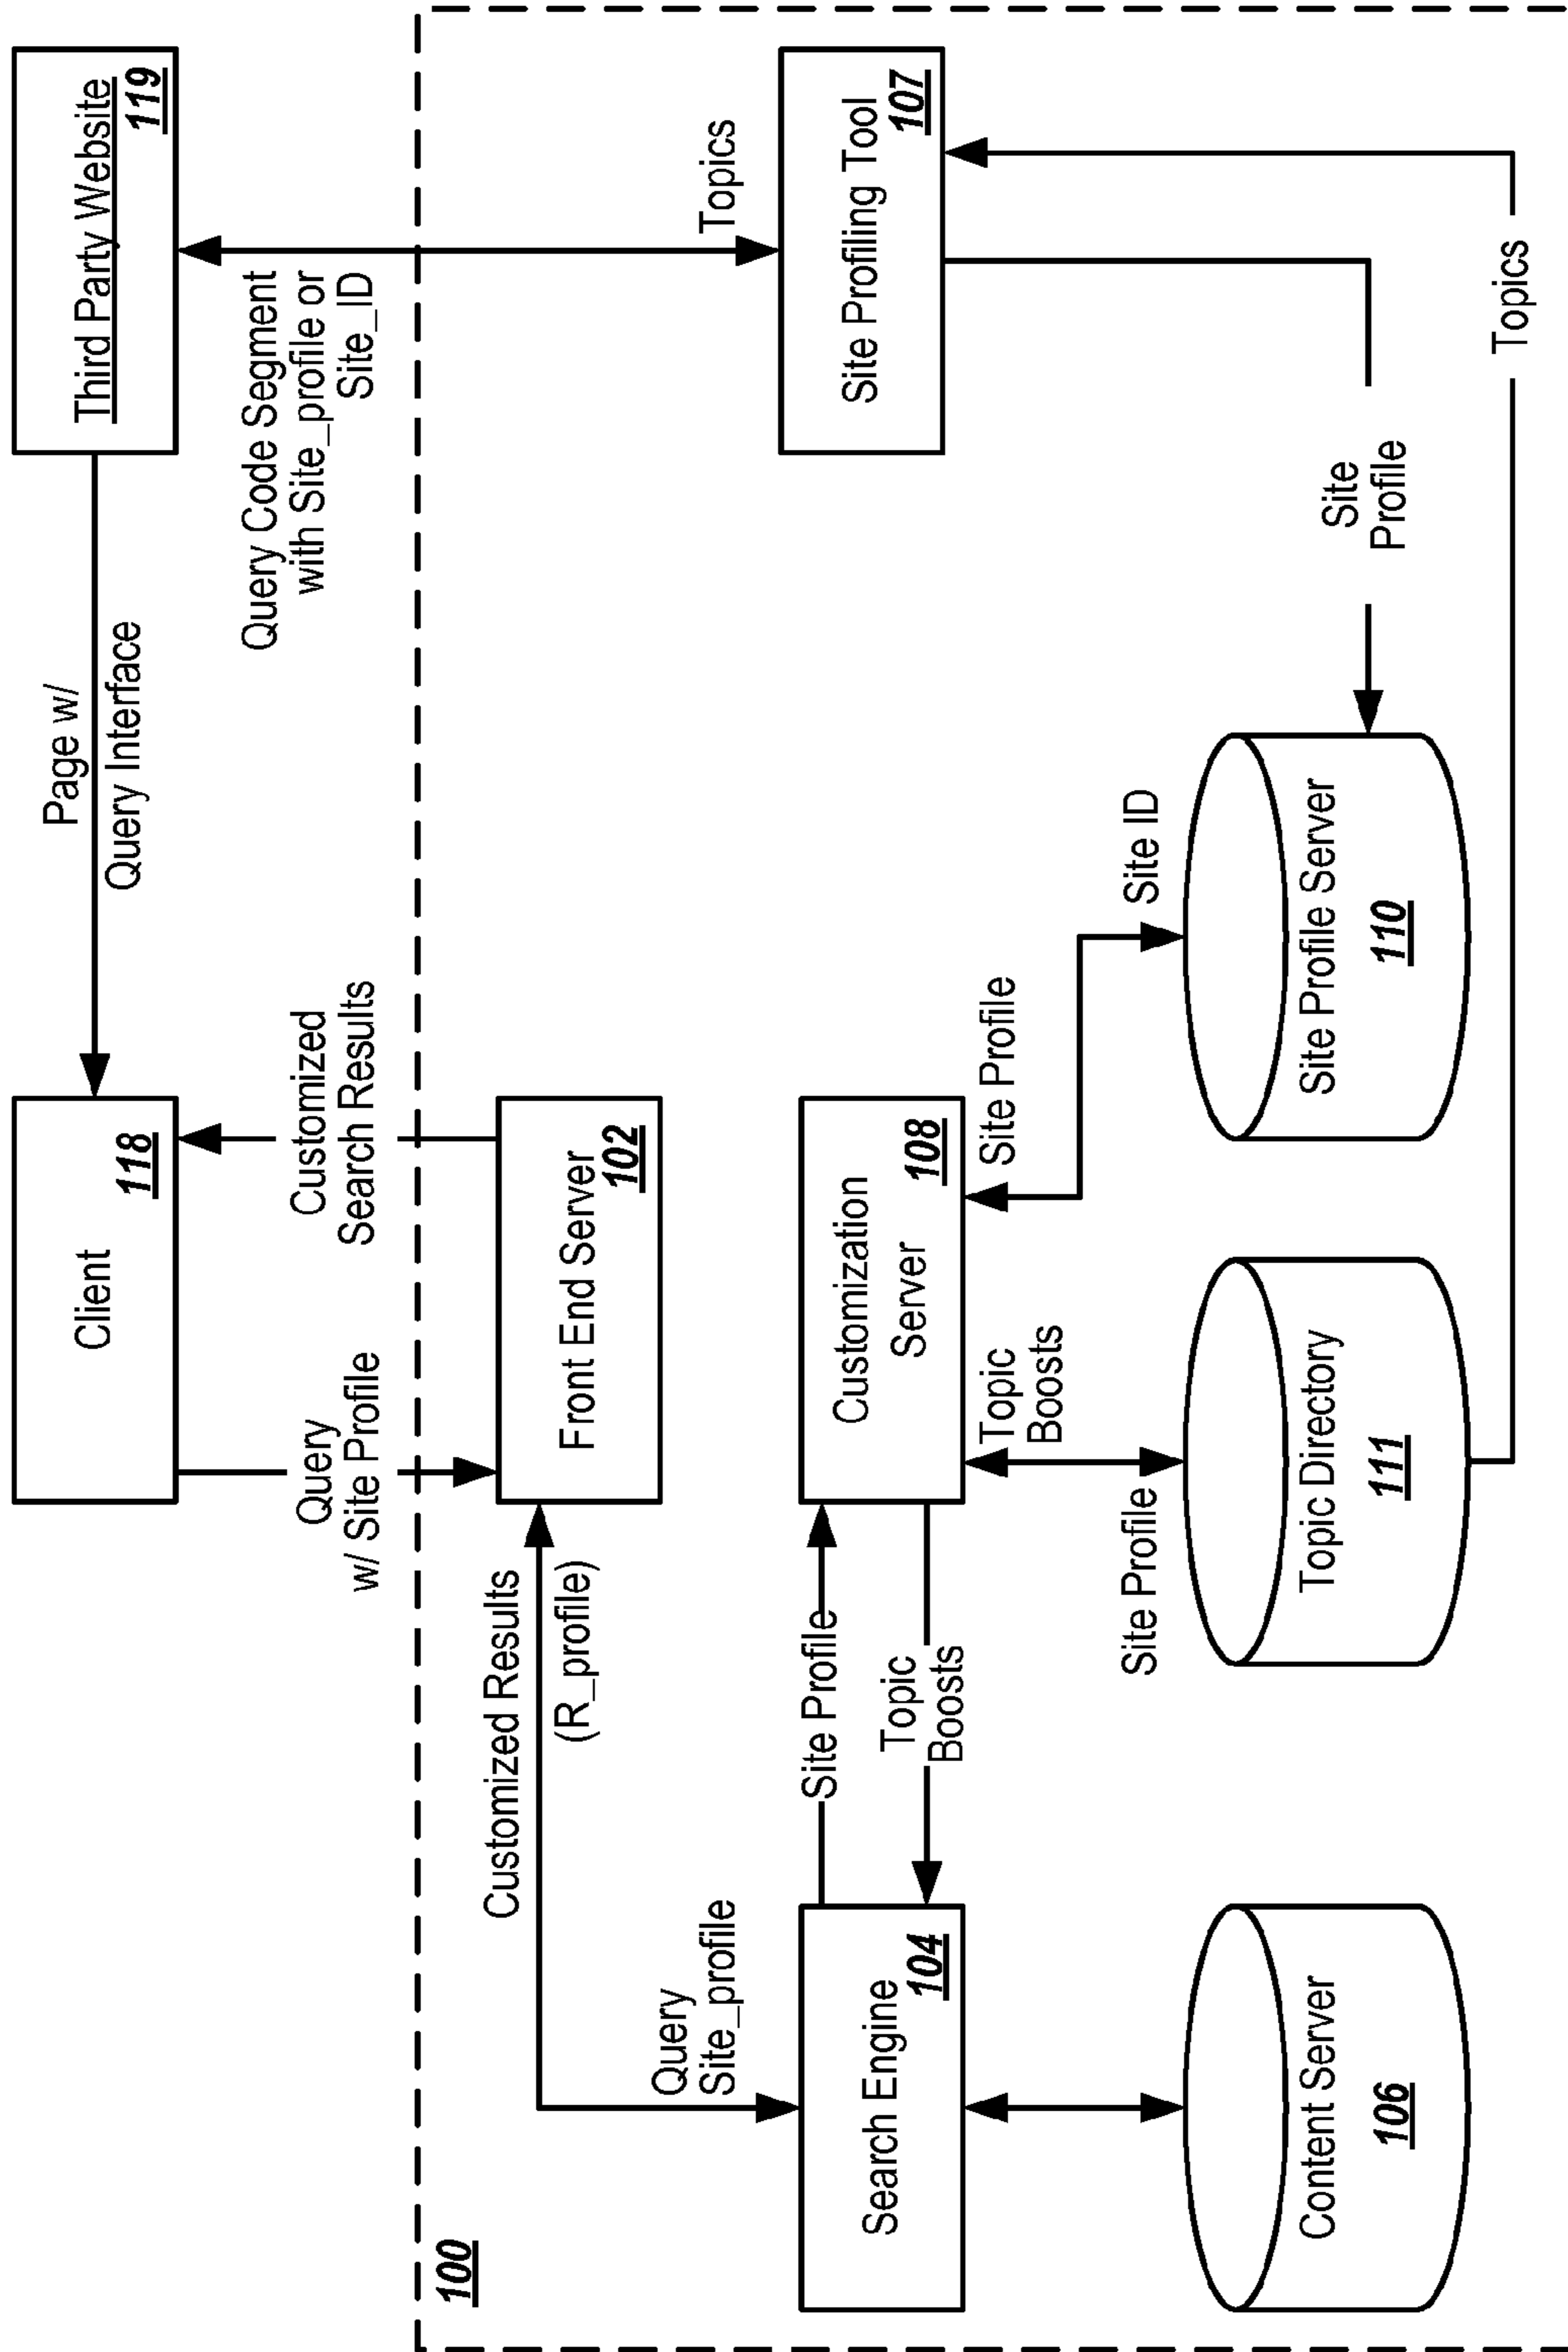 Client
118
Page w/
Query Interface
Third Party Website
119
Query
w/ Site Profile
Customized
Search Results
Query Code Segment
with Site_profile or
Site_ID
100
Customized Results
(R_profile)
Front End Server
102
Query
Site_profile
Topics
Search Engine
104
Site Profile
Topic
Boosts
Customization
Server
108
Site Profiling Tool
107
Site Profile
Topic
Boosts
Site Profile
Site ID
Site
Profile
Content Server
106
Topic Directory
111
Site Profile Server
110
Topics